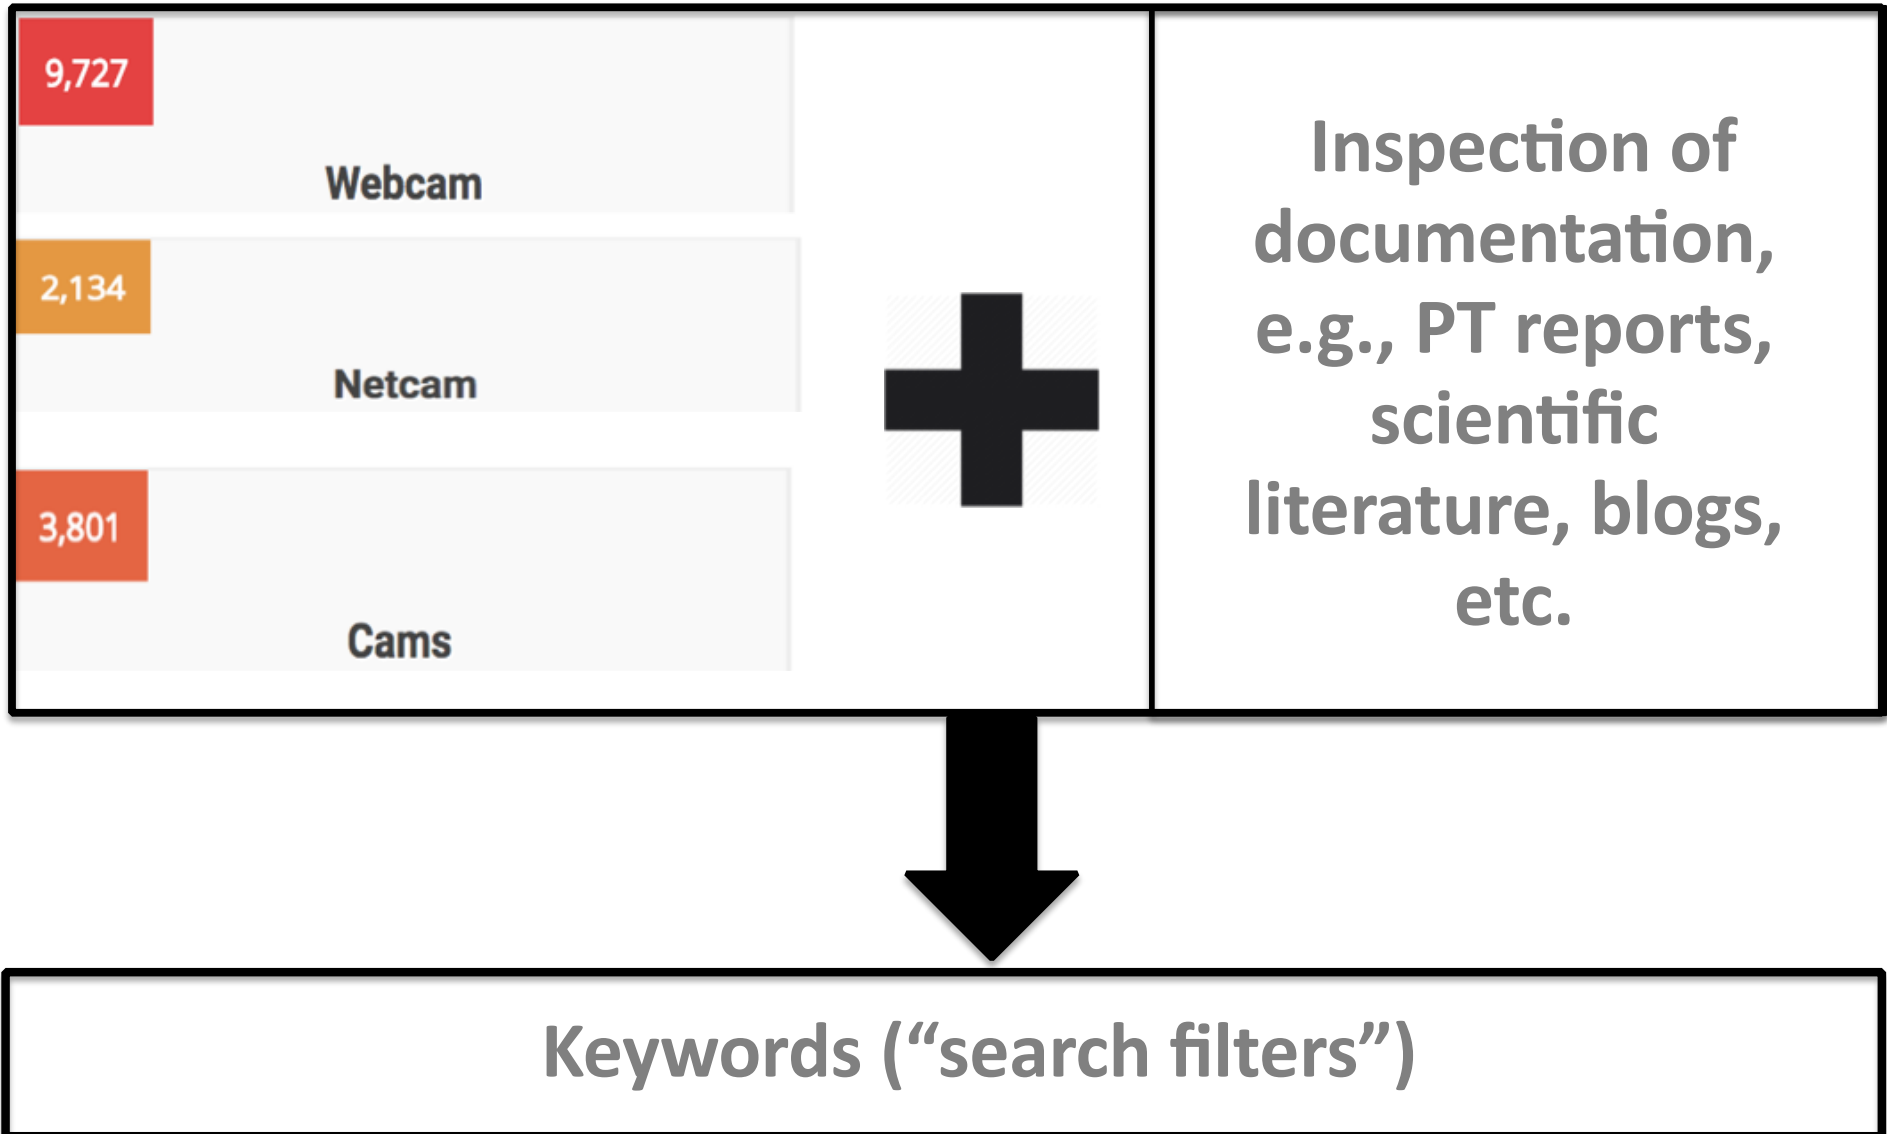 9,727
Webcam
2,134
Netcam
3,801
Cams
Inspection of
documentation,
e.g., PT reports,
scientific
literature, blogs,
etc.
Keywords (“search filters”)